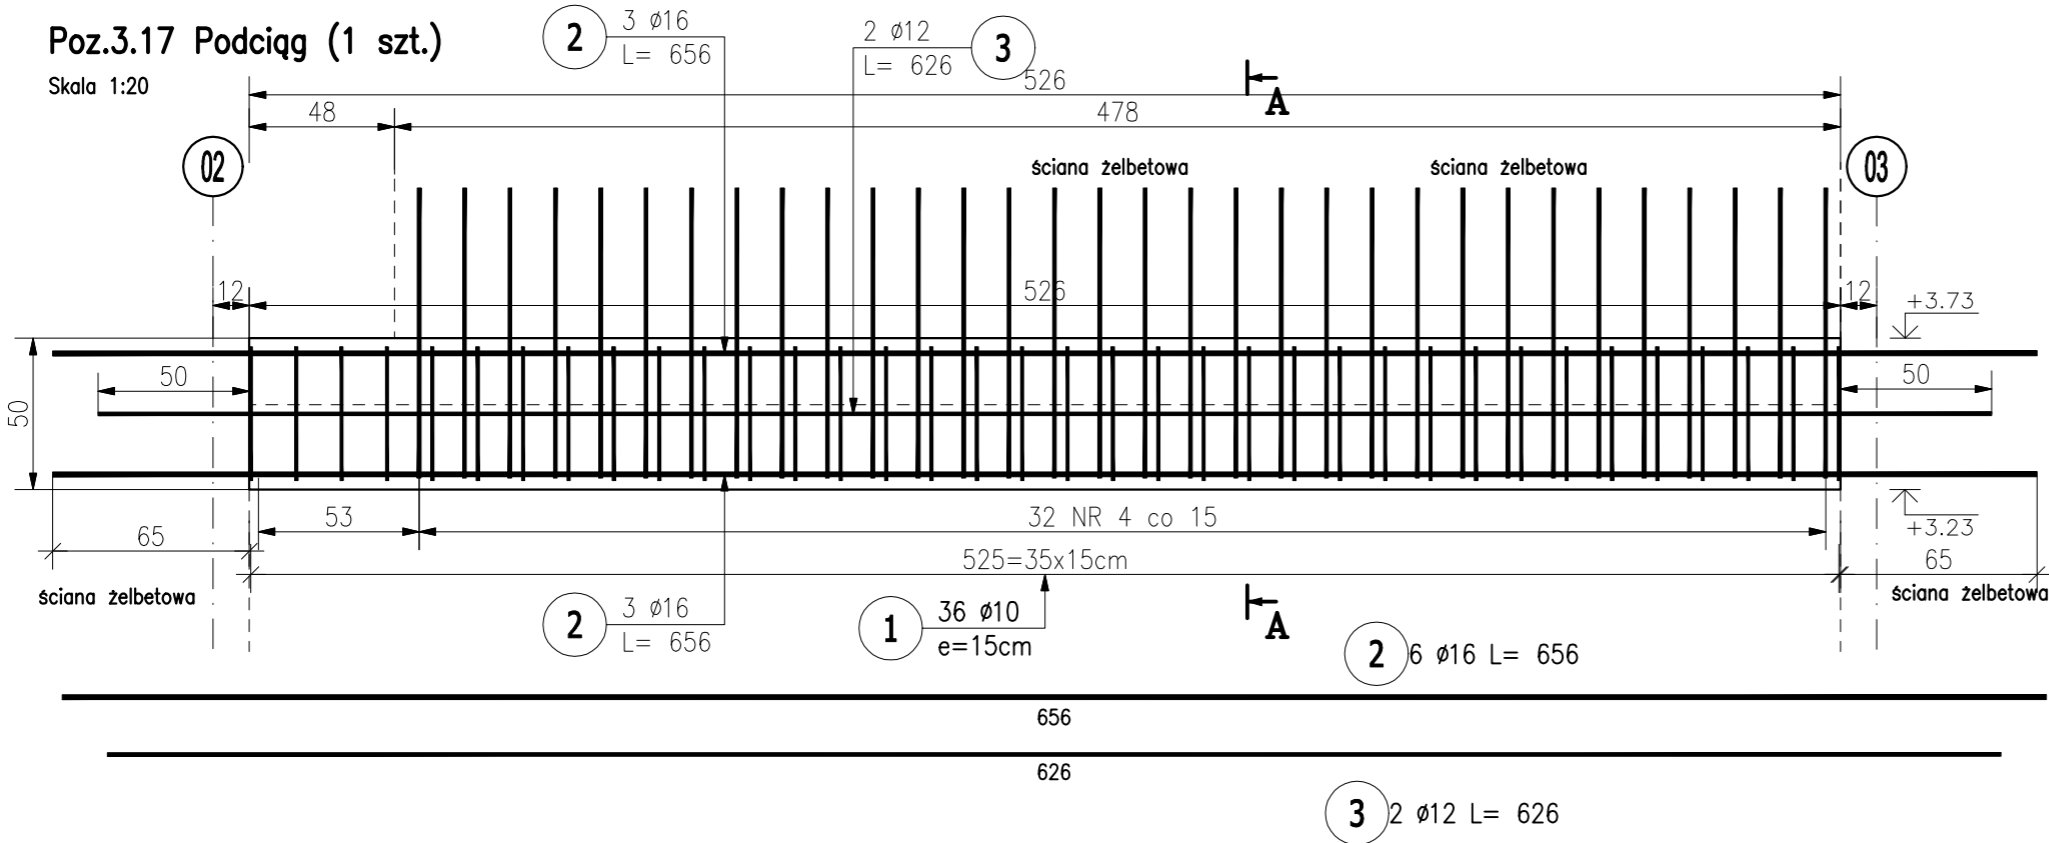 Poz.3.17 Podciąg (1 szt.)
Skala 1:20
2
3 ø16
L= 656
2 ø12
L= 626
3
526
A
48
478
02
ściana żelbetowa
ściana żelbetowa
03
12
526
12
+3.73
50
50
50
53
32 NR 4 co 15
+3.23
65
525=35x15cm
65
ściana żelbetowa
ściana żelbetowa
2
3 ø16
L= 656
1
36 ø10
e=15cm
A
2
6 ø16 L= 656
656
626
3
2 ø12 L= 626